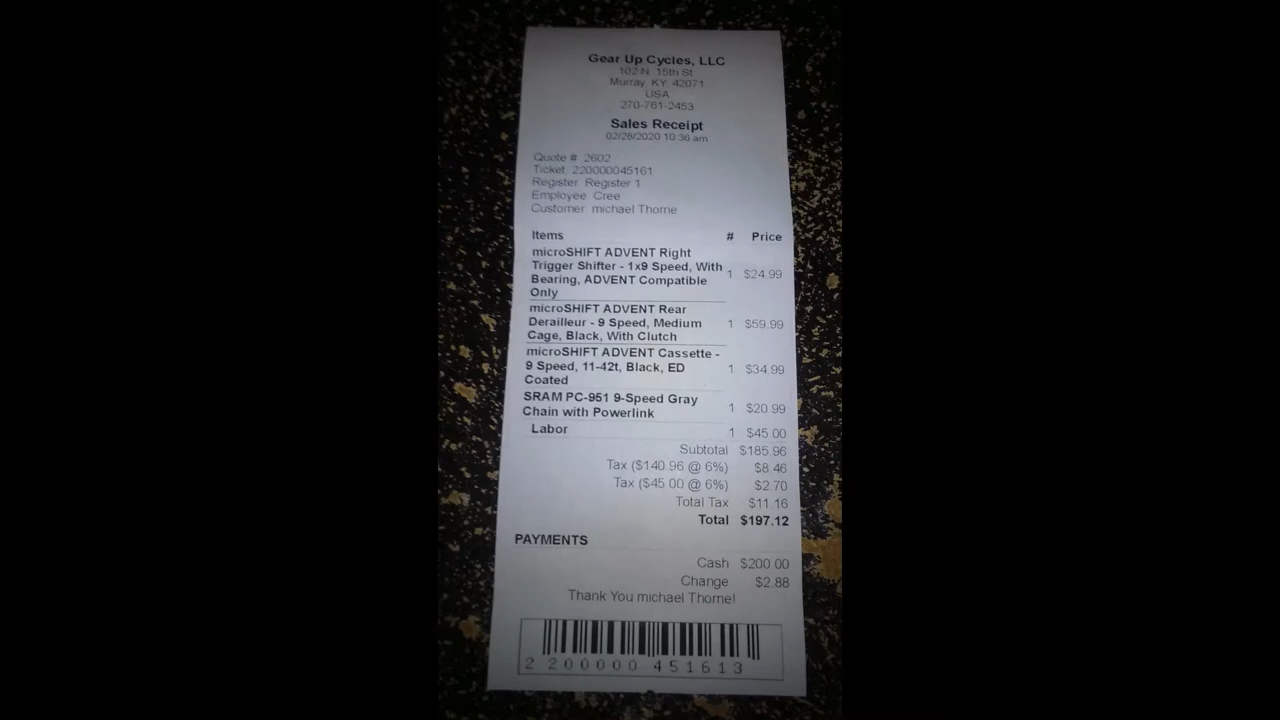 Gear Up Cycles, LLC
102 N. 15th St
Murray, KY, 42071
USA
270-761-2453
Sales Receipt
02/28/2020 10:36 am
Quote # 2602
Ticket 220000045161
Register Register 1
Employee Cree
Customer michael Thorne
Items # Price
microSHIFT ADVENT Right
Trigger Shifter - 1x9 Speed, With
Bearing, ADVENT Compatible
Only
1 $24.99
microSHIFT ADVENT Rear
Derailleur - 9 Speed, Medium
Cage, Black, With Clutch
1 $59.99
microSHIFT ADVENT Cassette -
9 Speed, 11-42t, Black, ED
Coated
1 $34.99
SRAM PC-951 9-Speed Gray
Chain with Powerlink
1 $20.99
Labor 1 $45.00
Subtotal $185.96
Tax ($140.96 @ 6%) $8.46
Tax ($45.00 @ 6%) $2.70
Total Tax $11.16
Total $197.12
PAYMENTS
Cash $200.00
Change $2.88
Thank You michael Thorne!
2 200000 451613